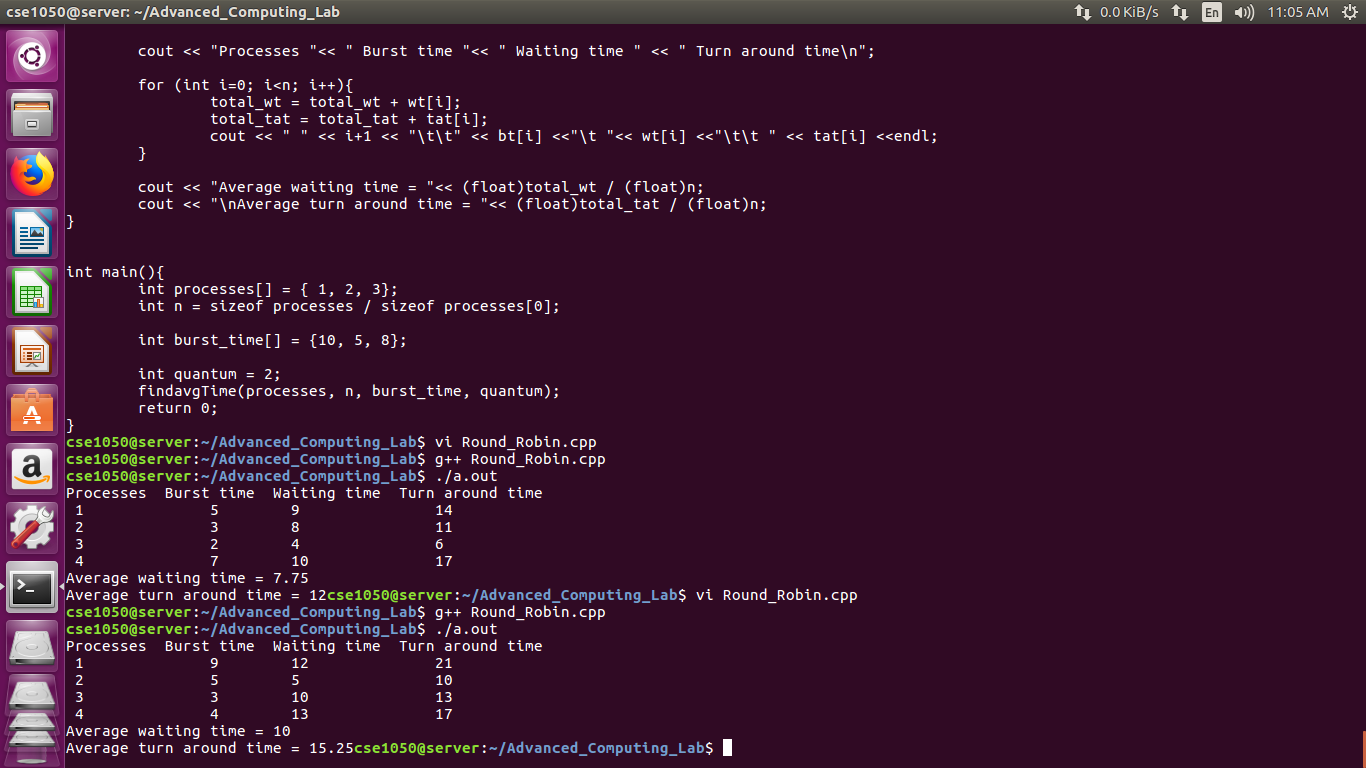 cse1050@server: ~/Advanced_Computing_Lab 0.0 KiB/s En 11:05 AM
cout << "Processes "<< " Burst time "<< " Waiting time " << " Turn around time\n";
for (int i=0; i<n; i++){
total_wt = total_wt + wt[i];
total_tat = total_tat + tat[i];
cout << " " << i+1 << "\t\t" << bt[i] <<"\t "<< wt[i] <<"\t\t " << tat[i] <<endl;
}
cout << "Average waiting time = "<< (float)total_wt / (float)n;
cout << "\nAverage turn around time = "<< (float)total_tat / (float)n;
}
int main(){
int processes[] = { 1, 2, 3};
int n = sizeof processes / sizeof processes[0];
int burst_time[] = {10, 5, 8};
int quantum = 2;
findavgTime(processes, n, burst_time, quantum);
return 0;
}
cse1050@server:~/Advanced_Computing_Lab$ vi Round_Robin.cpp
cse1050@server:~/Advanced_Computing_Lab$ g++ Round_Robin.cpp
cse1050@server:~/Advanced_Computing_Lab$ ./a.out
Processes  Burst time  Waiting time  Turn around time
1 5 9 14
2 3 8 11
3 2 4 6
4 7 10 17
Average waiting time = 7.75
Average turn around time = 12cse1050@server:~/Advanced_Computing_Lab$ vi Round_Robin.cpp
cse1050@server:~/Advanced_Computing_Lab$ g++ Round_Robin.cpp
cse1050@server:~/Advanced_Computing_Lab$ ./a.out
Processes  Burst time  Waiting time  Turn around time
1 9 12 21
2 5 5 10
3 3 10 13
4 4 13 17
Average waiting time = 10
Average turn around time = 15.25cse1050@server:~/Advanced_Computing_Lab$